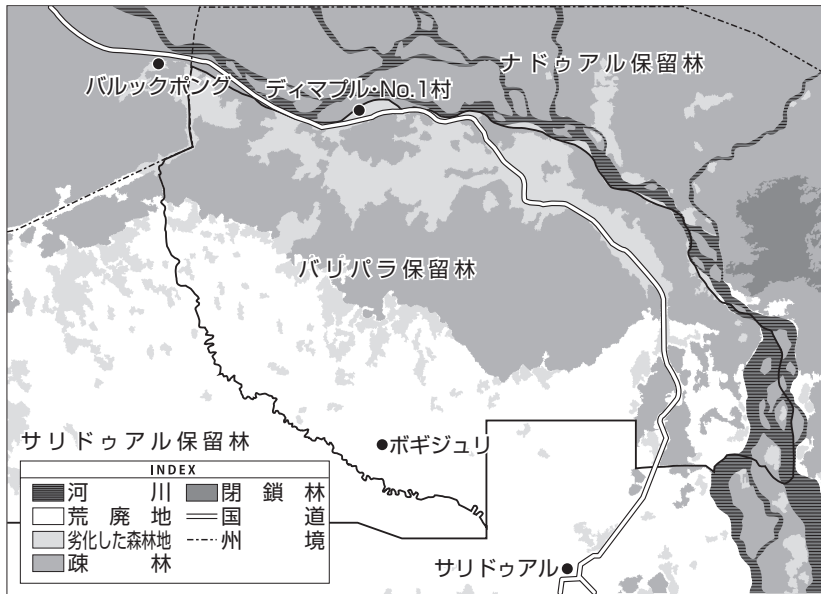 ナドゥアル保留林
バルックポング
ディマプル・No.1村
バリパラ保留林
ボギジュリ
サリドゥアル保留林
INDEX
河川
閉鎖林
荒廃地
国道
劣化した森林地
州境
疎林
サリドゥアル